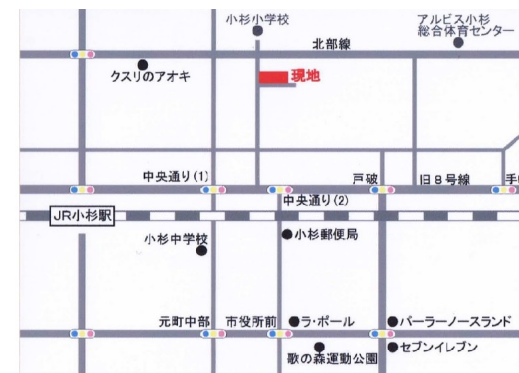 小杉小学校
アルビス小杉
総合体育センター
北部線
クスリのアオキ
現地
中央通り(1)
戸破
旧8号線
中央通り(2)
JR小杉駅
小杉中学校
小杉郵便局
元町中部
市役所前
ラ・ポール
パーラーノースランド
歌の森運動公園
セブンイレブン